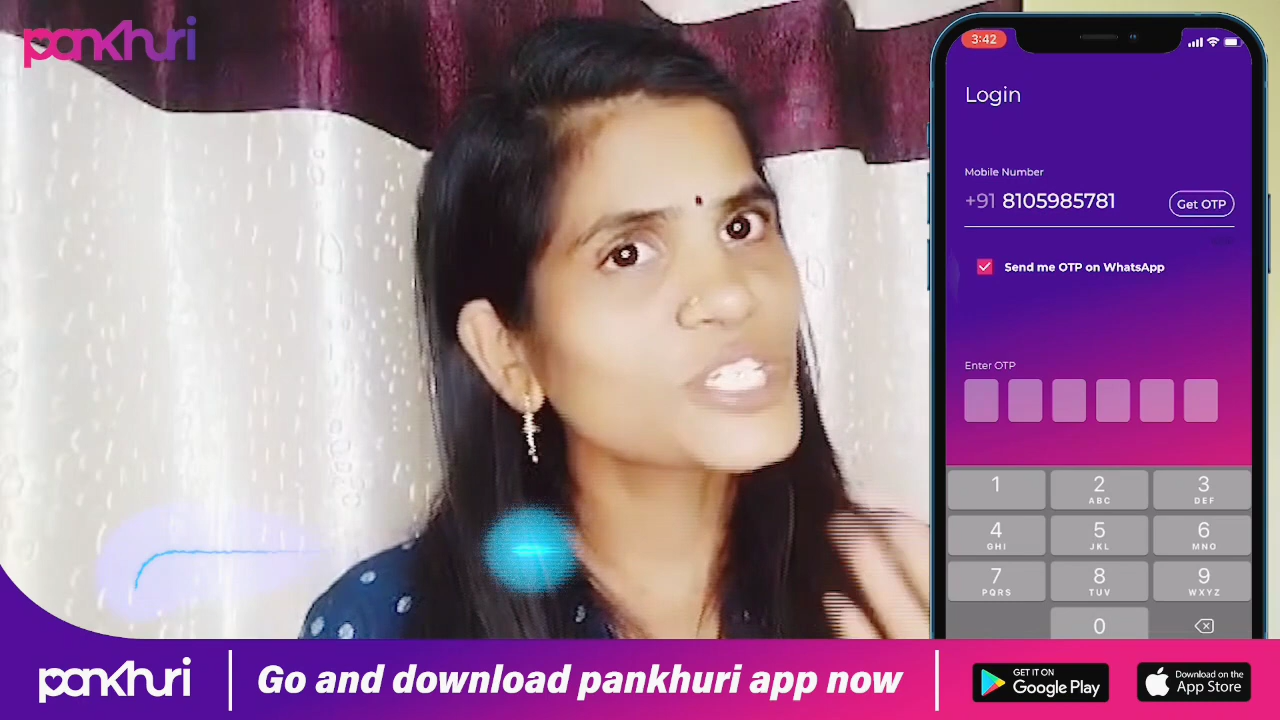 pankhuri
3:42
Login
Mobile Number
+91 8105985781
Get OTP
Send me OTP on WhatsApp
Enter OTP
1
2
ABC
3
DEF
4
GHI
5
JKL
6
MNO
7
PQRS
8
TUV
9
WXYZ
0
pankhuri
Go and download pankhuri app now
GET IT ON
Google Play
Download on the
App Store